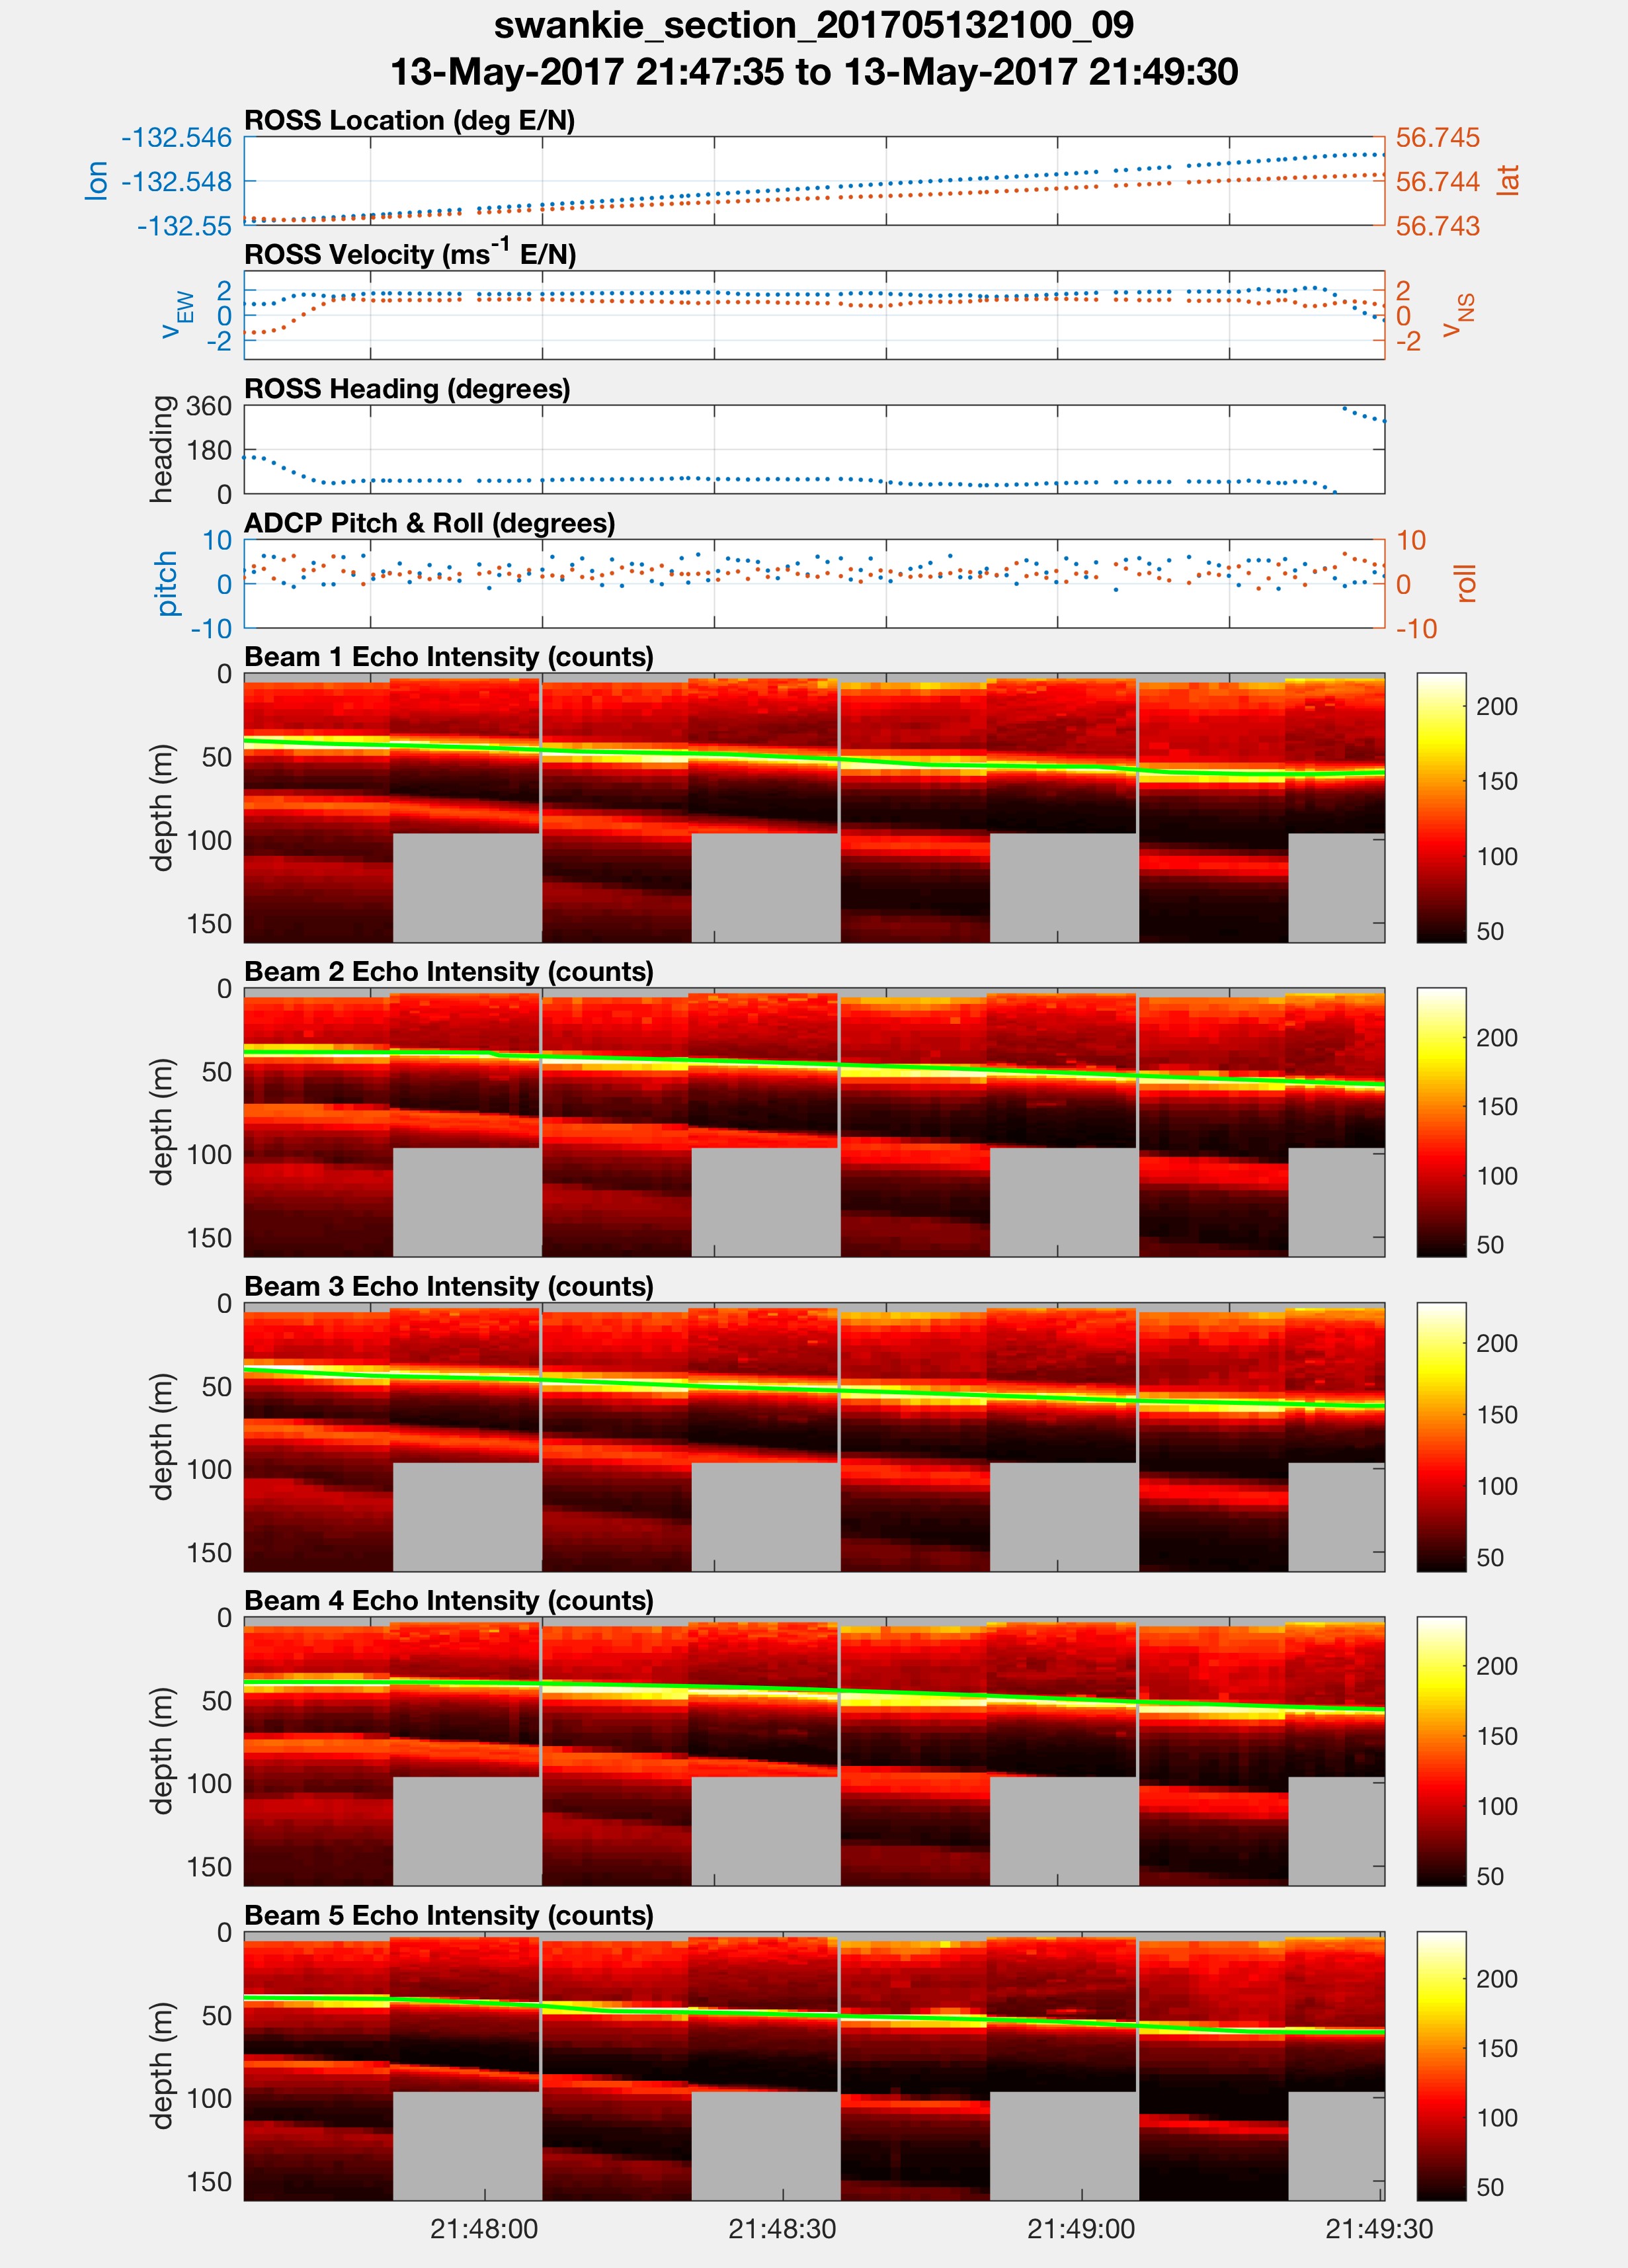 swankie_section_201705132100_09
13-May-2017 21:47:35 to 13-May-2017 21:49:30
ROSS Location (deg E/N)
lon
-132.546
-132.548
-132.55
56.745
56.744
56.743
lat
ROSS Velocity (ms-1 E/N)
vEW
2
0
-2
2
0
-2
vNS
ROSS Heading (degrees)
heading
360
180
0
ADCP Pitch & Roll (degrees)
pitch
10
0
-10
10
0
-10
roll
Beam 1 Echo Intensity (counts)
depth (m)
0
50
100
150
200
150
100
50
Beam 2 Echo Intensity (counts)
depth (m)
0
50
100
150
200
150
100
50
Beam 3 Echo Intensity (counts)
depth (m)
0
50
100
150
200
150
100
50
Beam 4 Echo Intensity (counts)
depth (m)
0
50
100
150
200
150
100
50
Beam 5 Echo Intensity (counts)
depth (m)
0
50
100
150
200
150
100
50
21:48:00
21:48:30
21:49:00
21:49:30